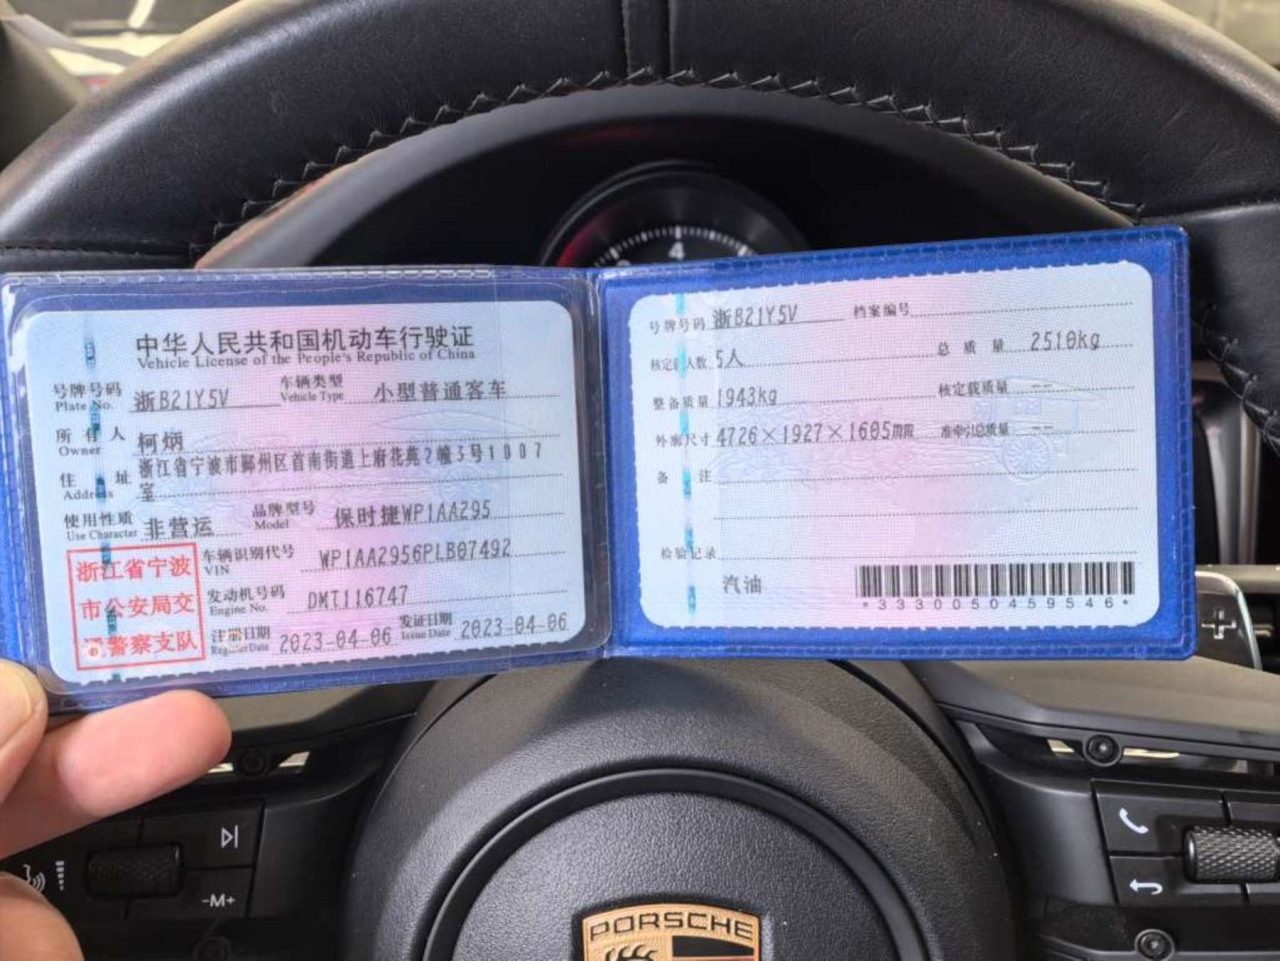 4
中华人民共和国机动车行驶证
Vehicle License of the People's Republic of China
号牌号码 浙B21Y5V 车辆类型 小型普通客车
Plate No. Vehicle Type
所有人 柯炳
Owner
住址 浙江省宁波市鄞州区首南街道上府花苑2幢3号1007
Address 室
使用性质 非营运 品牌型号 保时捷WP1AA295
Use Character Model
浙江省宁波
市公安局交
通警察支队
车辆识别代号 WP1AA2956PLB07492
VIN
发动机号码 DMT116747
Engine No.
注册日期 2023-04-06 发证日期 2023-04-06
Register Date Issue Date
号牌号码 浙B21Y5V 档案编号
核定载人数 5人 总质量 2510kg
整备质量 1943kg 核定载质量 --
外廓尺寸 4726×1927×1605mm 准牵引总质量 --
备注
检验记录
汽油
*3330050459546*
-M+
PORSCHE